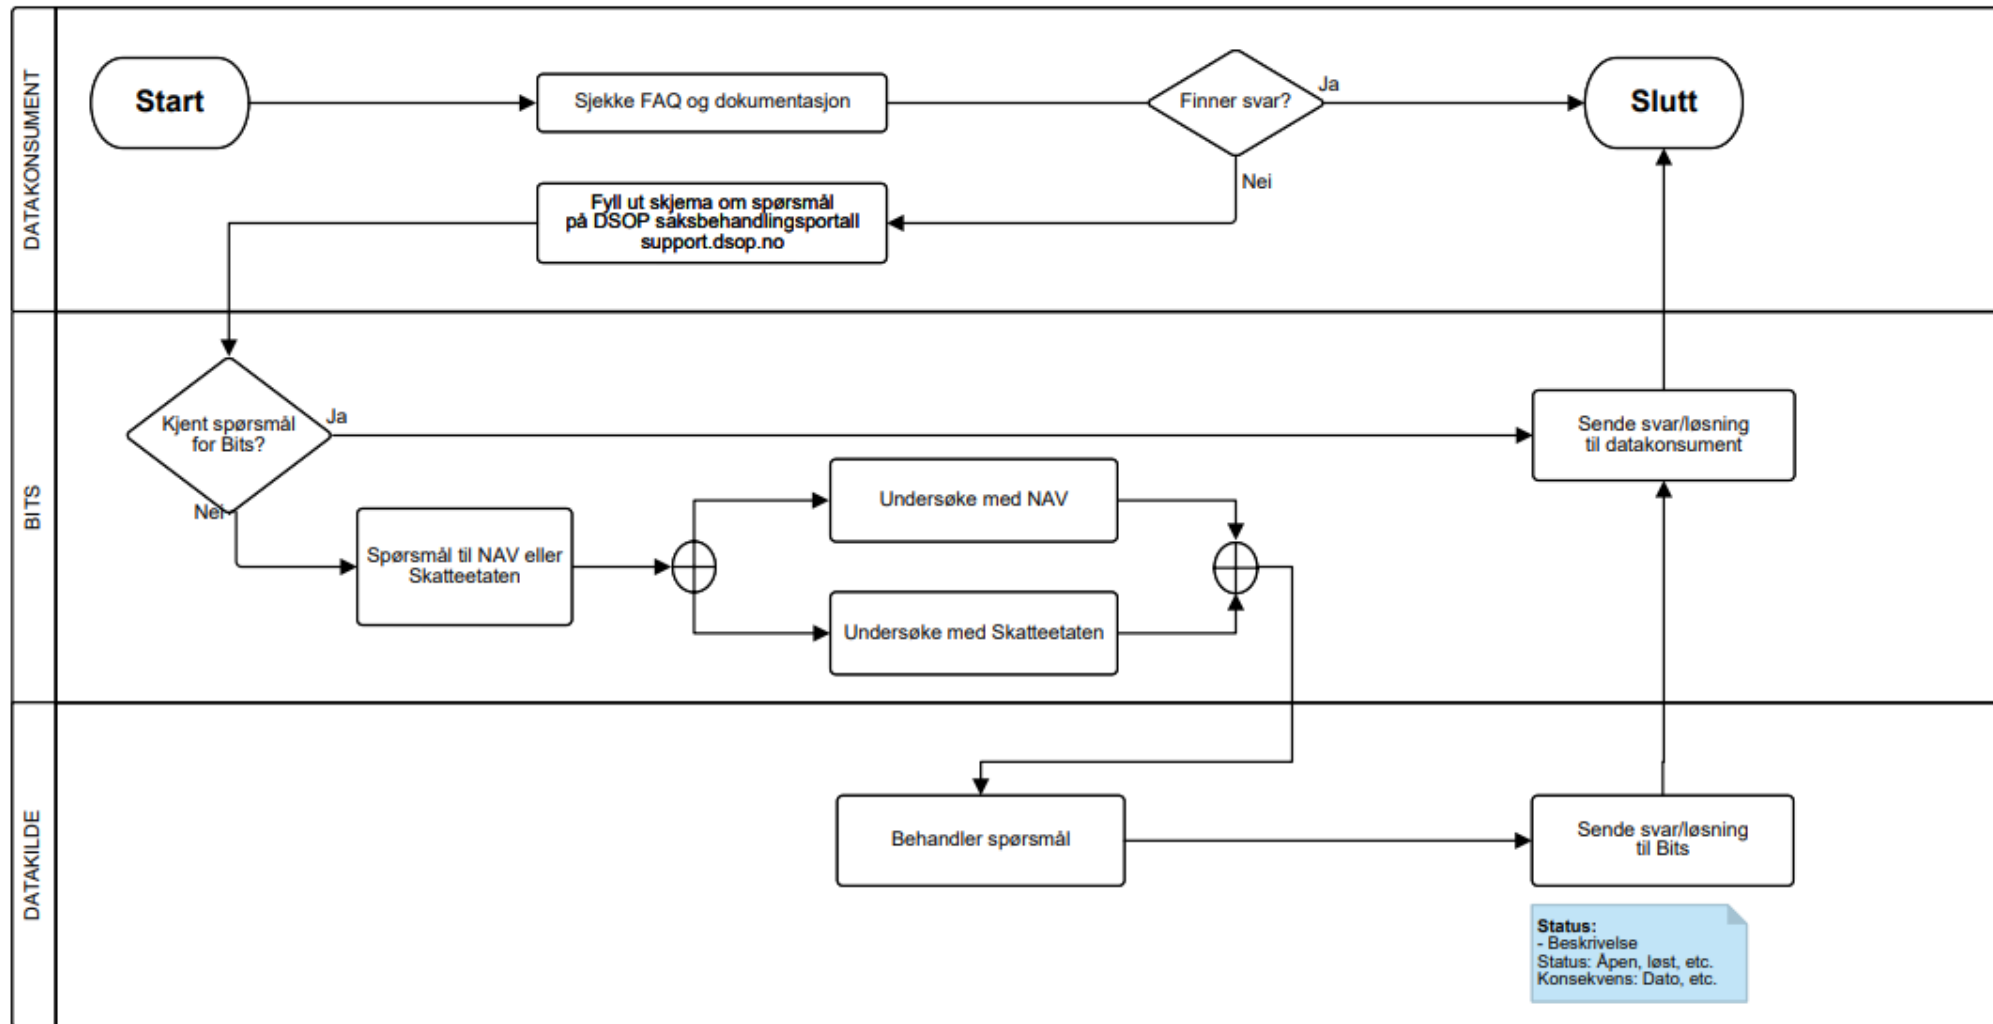 DATAKONSUMENT
Start
Sjekke FAQ og dokumentasjon
Finner svar?
Ja
Slutt
Nei
Fyll ut skjema om spørsmål
på DSOP saksbehandlingsportall
support.dsop.no
BITS
Kjent spørsmål
for Bits?
Ja
Sende svar/løsning
til datakonsument
Nei
Spørsmål til NAV eller
Skatteetaten
Undersøke med NAV
Undersøke med Skatteetaten
DATAKILDE
Behandler spørsmål
Sende svar/løsning
til Bits
Status:
- Beskrivelse
Status: Åpen, løst, etc.
Konsekvens: Dato, etc.